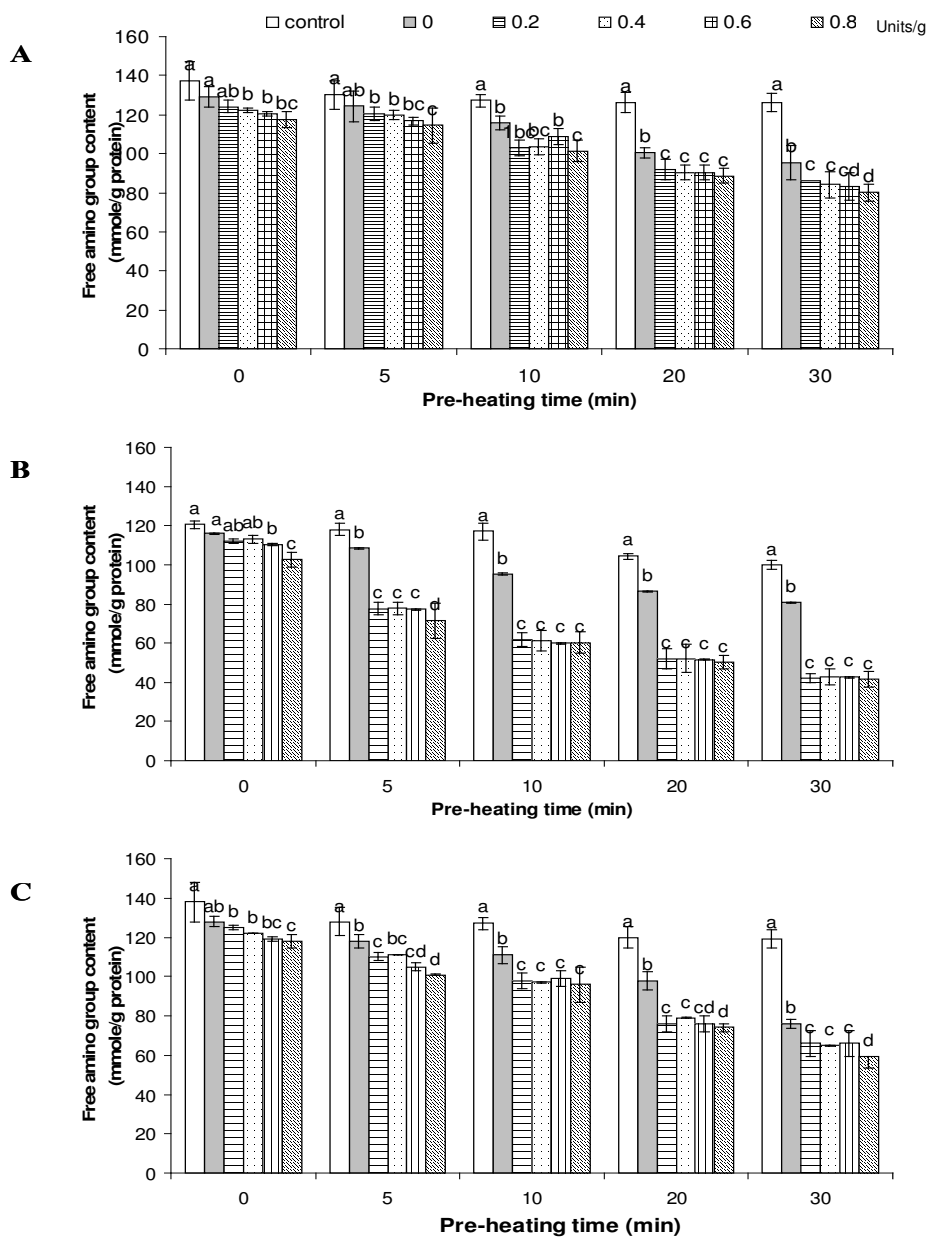 control 0 0.2 0.4 0.6 0.8 Units/g
A
Free amino group content
(mmole/g protein)
160
140
120
100
80
60
40
20
0
a a ab b b bc
a ab b b bc c
a b bc b c
a b c c c c
a b c c cd d
0 5 10 20 30
Pre-heating time (min)
B
Free amino group content
(mmole/g protein)
160
140
120
100
80
60
40
20
0
a a ab ab b c
a b c c c d
a b c c c c
a b c c c c
a b c c c c
0 5 10 20 30
Pre-heating time (min)
C
Free amino group content
(mmole/g protein)
160
140
120
100
80
60
40
20
0
a ab b b bc c
a b c bc cd d
a b c c c c
a b c c cd d
a b c c c d
0 5 10 20 30
Pre-heating time (min)